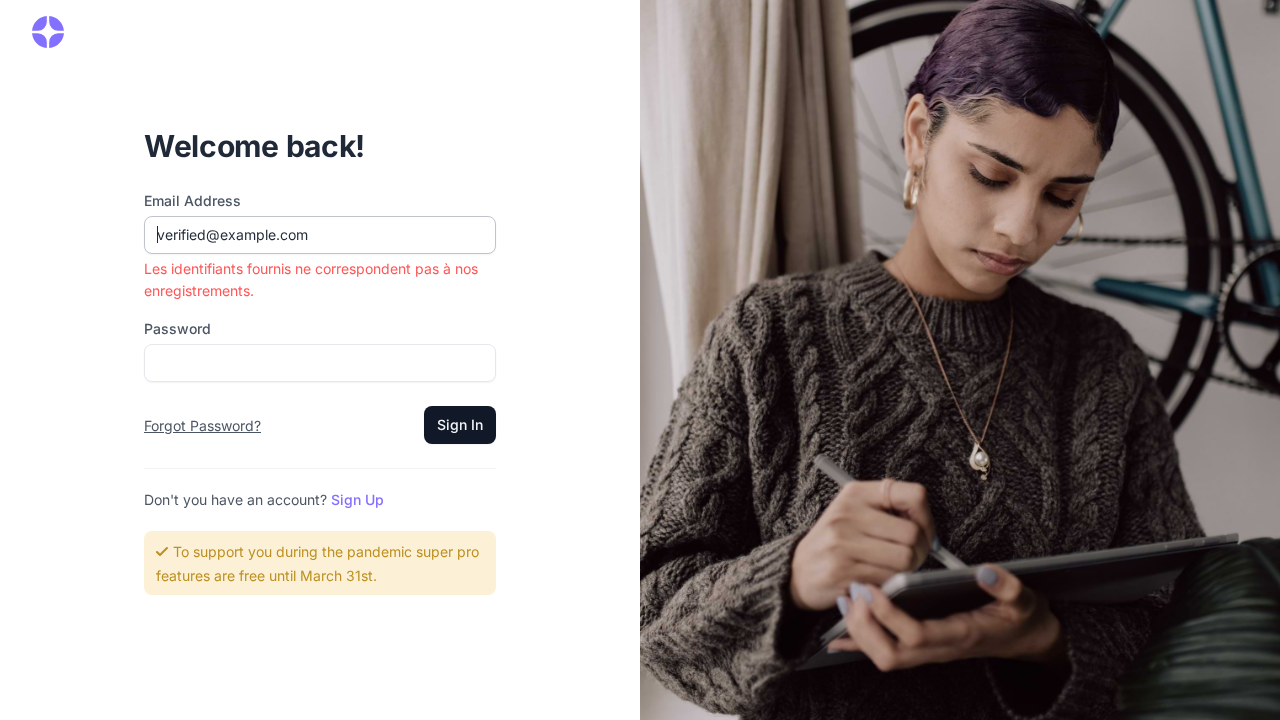 Welcome back!
Email Address
verified@example.com
Les identifiants fournis ne correspondent pas à nos
enregistrements.
Password
Forgot Password?
Sign In
Don't you have an account? Sign Up
To support you during the pandemic super pro
features are free until March 31st.